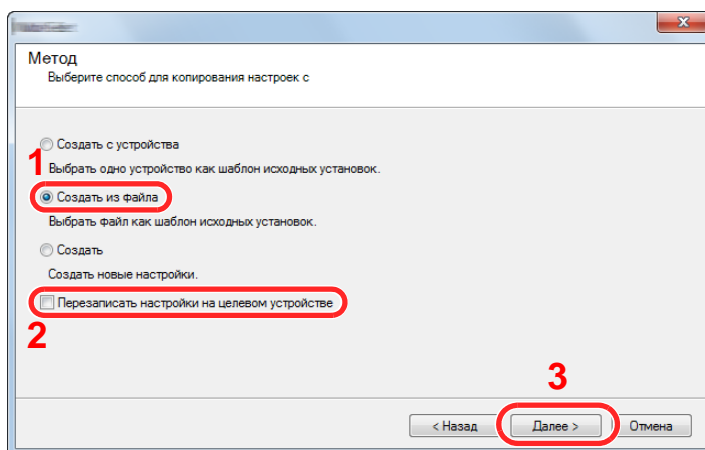 Метод
Выберите способ для копирования настроек с
Создать с устройства
1
Выбрать одно устройство как шаблон исходных установок.
Создать из файла
Выбрать файл как шаблон исходных установок.
Создать
Создать новые настройки.
Перезаписать настройки на целевом устройстве
2
3
< Назад Далее > Отмена